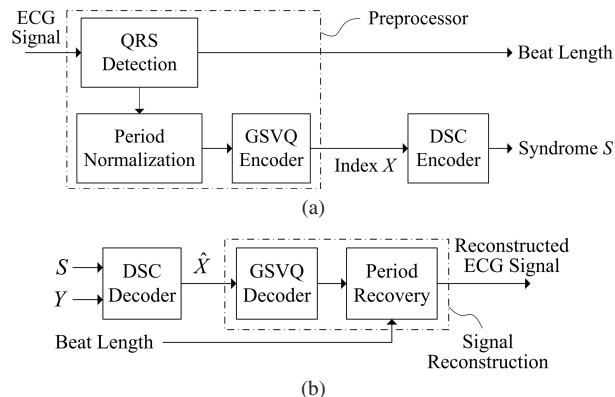 ECG
Signal
QRS
Detection
Preprocessor
Beat Length
Period
Normalization
GSVQ
Encoder
Index X
DSC
Encoder
Syndrome S
(a)
S
Y
DSC
Decoder
X̂
GSVQ
Decoder
Period
Recovery
Reconstructed
ECG Signal
Beat Length
Signal
Reconstruction
(b)